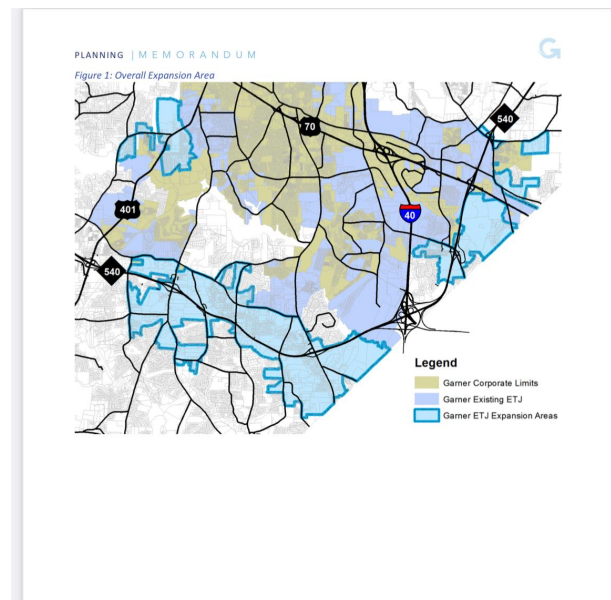 PLANNING | MEMORANDUM
G
Figure 1: Overall Expansion Area
540
70
401
40
540
Legend
Garner Corporate Limits
Garner Existing ETJ
Garner ETJ Expansion Areas